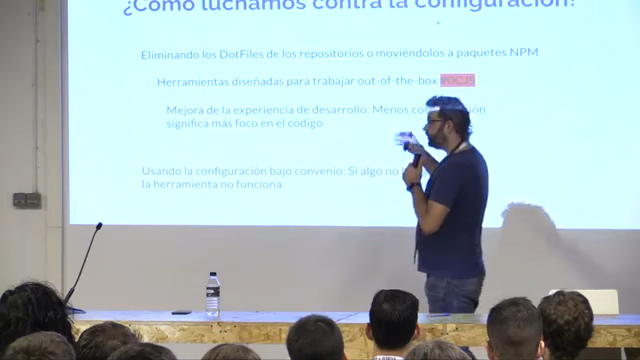 ¿Cómo luchamos contra la configuración?
Eliminando los DotFiles de los repositorios o moviéndolos a paquetes NPM
Herramientas diseñadas para trabajar out-of-the-box #0CJS
Mejora de la experiencia de desarrollo: Menos
significa más foco en el código
Usando la configuración bajo convenio: Si algo no
la herramienta no funciona